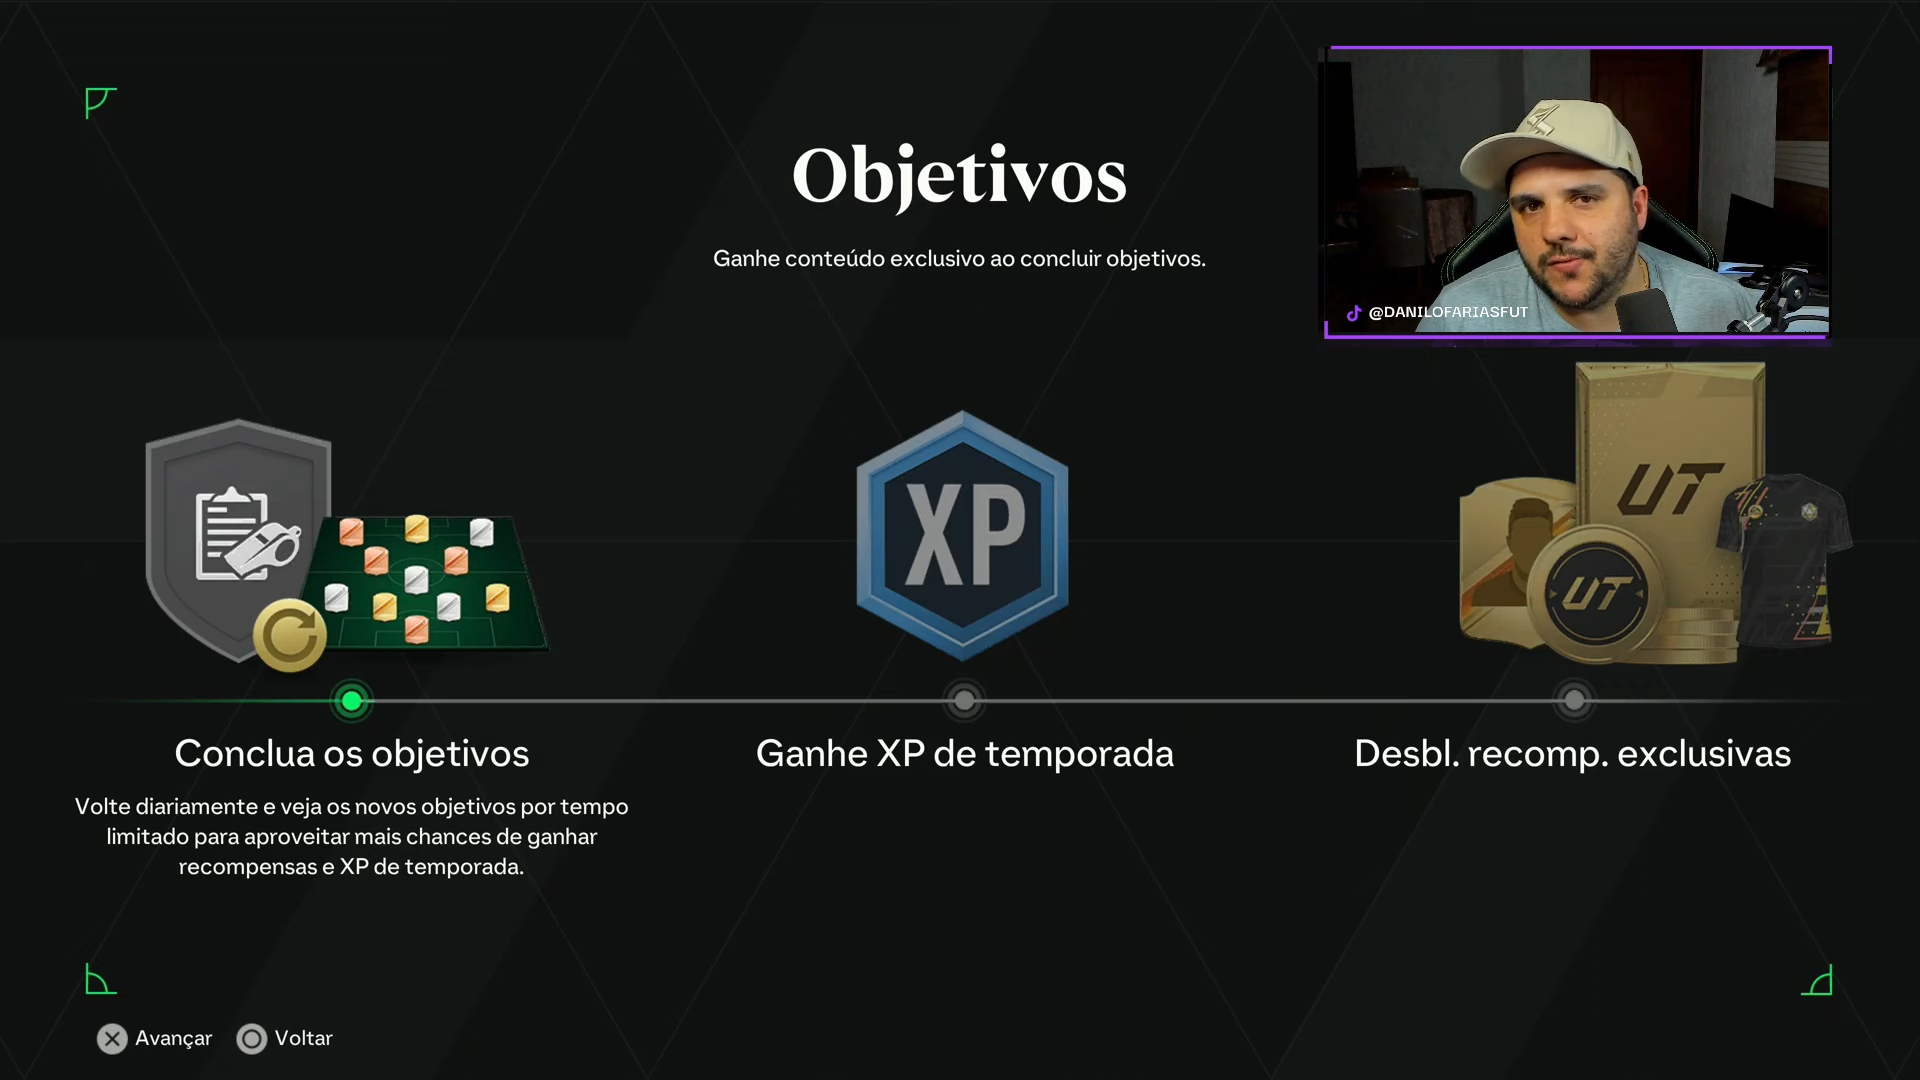 Objetivos
Ganhe conteúdo exclusivo ao concluir objetivos.
@DANILOFARIASFUT
XP
UT
UT
Conclua os objetivos
Ganhe XP de temporada
Desbl. recomp. exclusivas
Volte diariamente e veja os novos objetivos por tempo
limitado para aproveitar mais chances de ganhar
recompensas e XP de temporada.
Avançar
Voltar